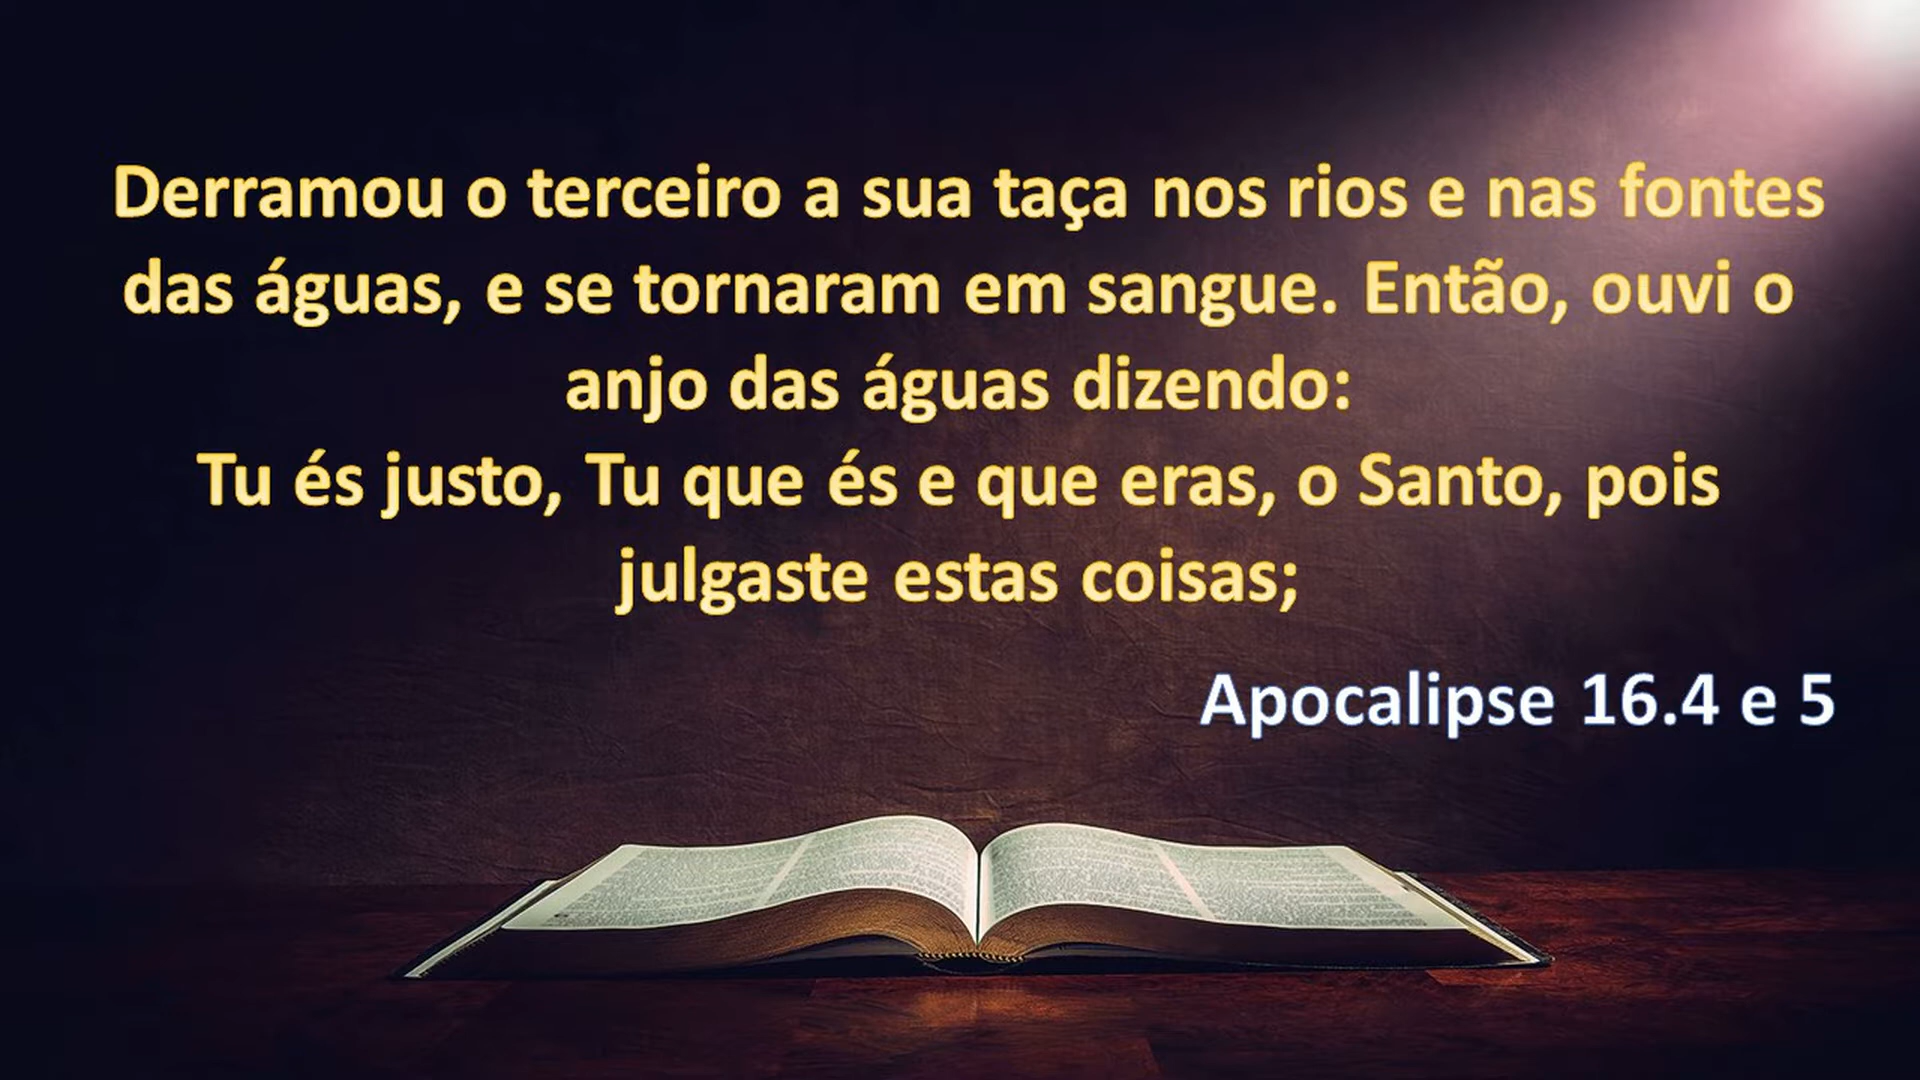 Derramou o terceiro a sua taça nos rios e nas fontes
das águas, e se tornaram em sangue. Então, ouvi o
anjo das águas dizendo:
Tu és justo, Tu que és e que eras, o Santo, pois
julgaste estas coisas;
Apocalipse 16.4 e 5